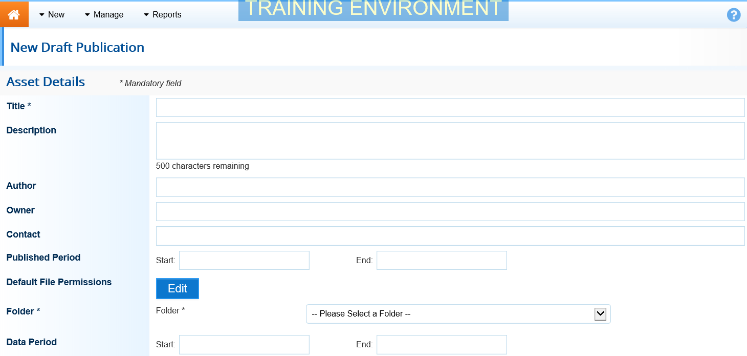 TRAINING ENVIRONMENT
New Manage Reports ?
New Draft Publication
Asset Details * Mandatory field
Title *
Description
500 characters remaining
Author
Owner
Contact
Published Period Start: End:
Default File Permissions Edit
Folder * Folder * -- Please Select a Folder --
Data Period Start: End: